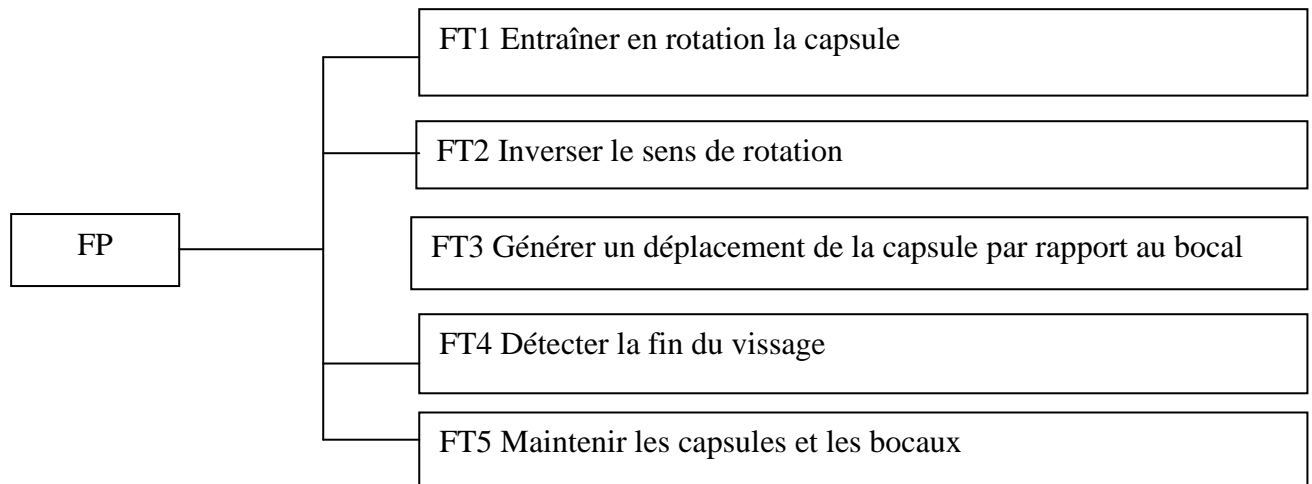 FT1 Entraîner en rotation la capsule
FT2 Inverser le sens de rotation
FP
FT3 Générer un déplacement de la capsule par rapport au bocal
FT4 Détecter la fin du vissage
FT5 Maintenir les capsules et les bocaux